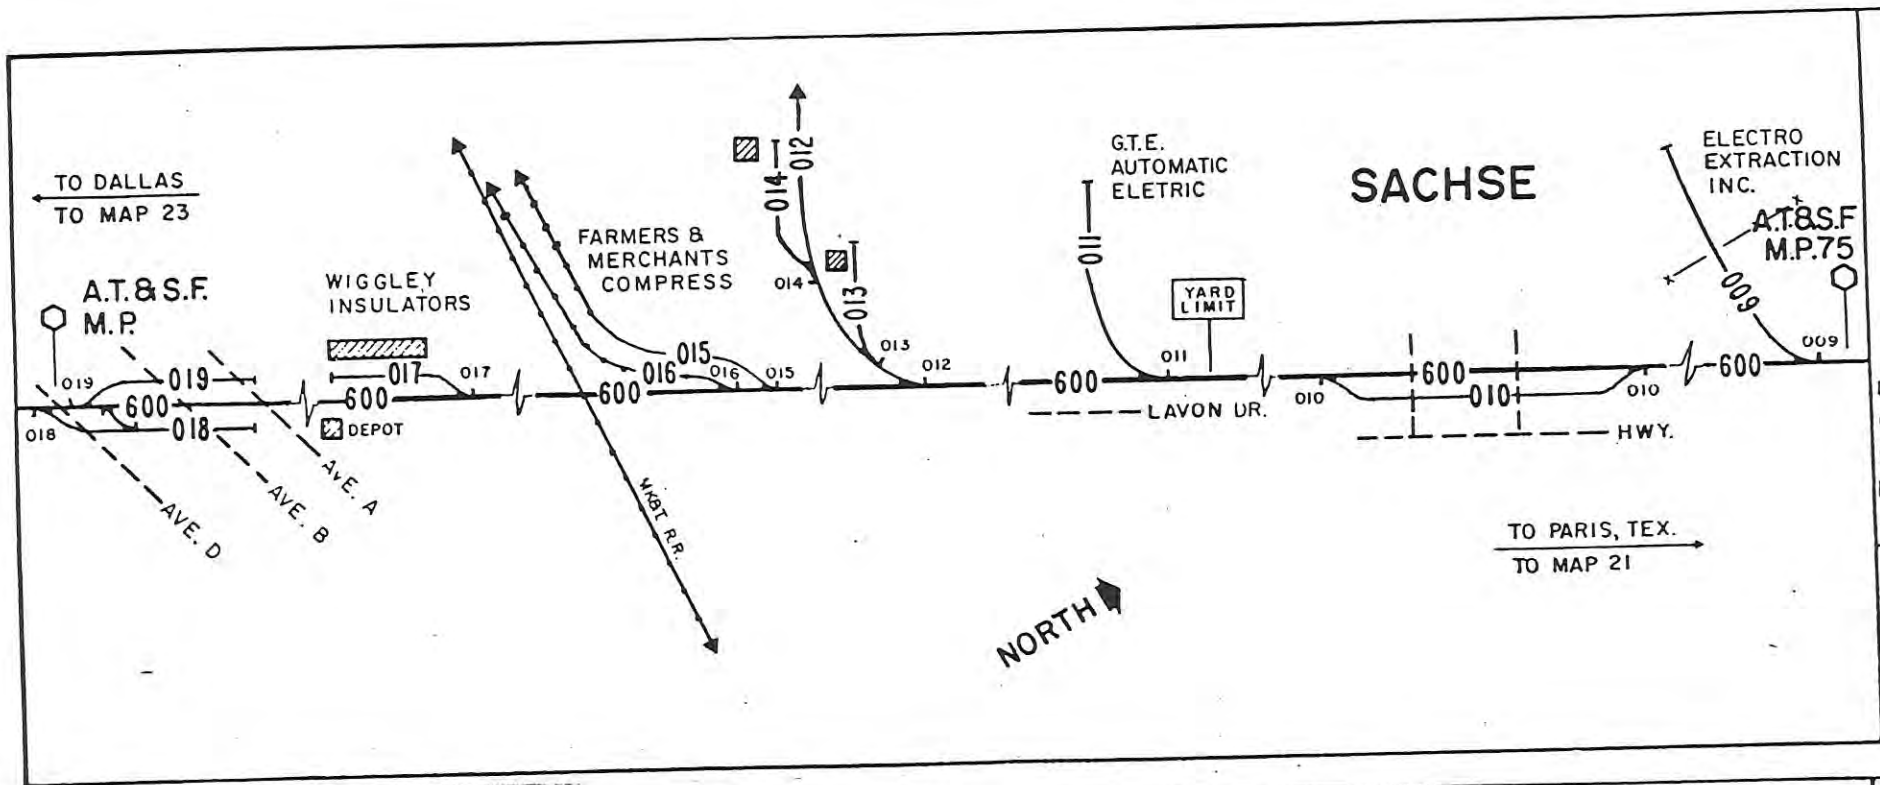 TO DALLAS
TO MAP 23
A.T. & S.F.
M.P.
WIGGLEY
INSULATORS
FARMERS &
MERCHANTS
COMPRESS
G.T.E.
AUTOMATIC
ELETRIC
SACHSE
ELECTRO
EXTRACTION
INC.
A.T.&S.F
M.P.75
YARD
LIMIT
012
014
014
013
013
012
011
011
009
009
019
019
600
018
018
017
017
600
DEPOT
015
015
016
016
600
600
LAVON DR.
010
600
010
010
HWY.
600
AVE. A
AVE. B
AVE. D
MK&T R.R.
NORTH
TO PARIS, TEX.
TO MAP 21